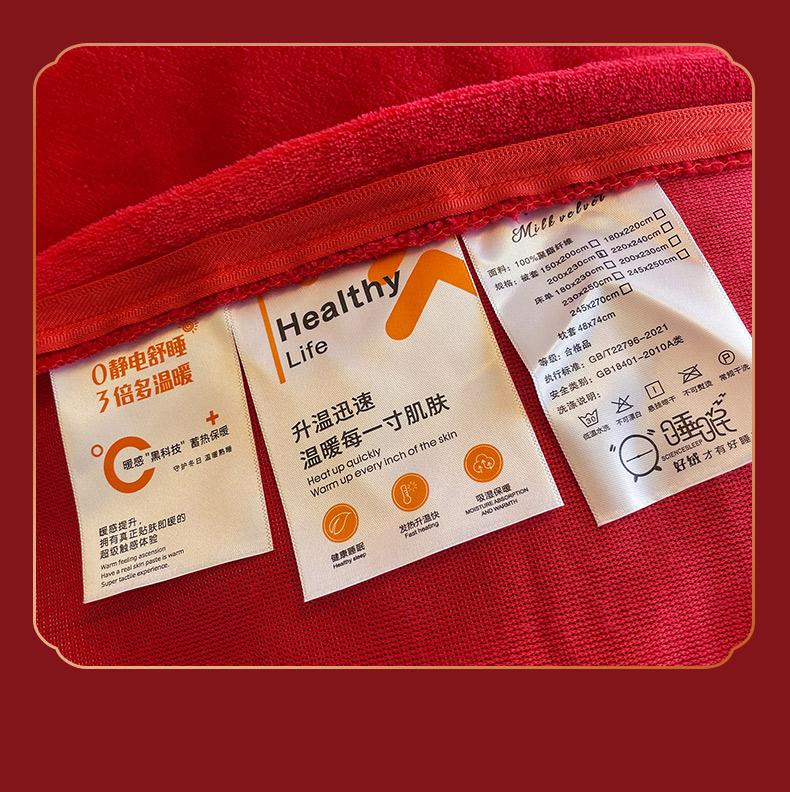 0静电舒睡
3倍多温暖
°C
暖感"黑科技" 蓄热保暖
守护冬日 温暖熟睡
暖感提升,
拥有真正贴肤即暖的
超级触感体验
Warm feeling ascension
Have a real skin paste is warm
Super tactile experience.
Healthy
Life
升温迅速
温暖每一寸肌肤
Heat up quickly
Warm up every inch of the skin
健康睡眠
Healthy sleep
发热升温快
Fast heating
吸湿保暖
MOISTURE ABSORPTION
AND WARMTH
Milk velvet
面料: 100%聚酯纤维
规格: 被套 150x200cm 180x220cm
200x230cm 220x240cm
床单 180x230cm 200x230cm
230x250cm 245x250cm
245x270cm
枕套 48x74cm
等级: 合格品
执行标准: GB/T22796-2021
安全类别: GB18401-2010A类
洗涤说明:
30
P
低温水洗 不可漂白 悬挂晾干 不可熨烫 常规干洗
睡绒
SCIENCESLEEP
好绒 才有好睡